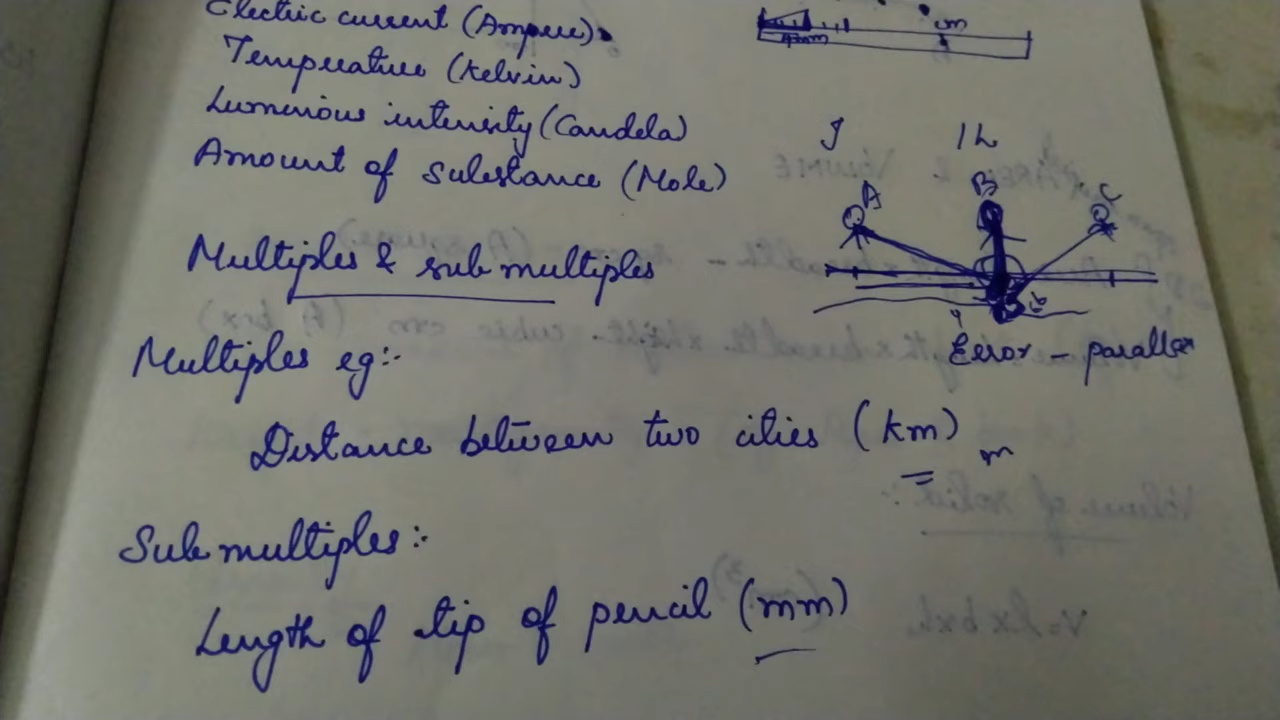 Electric current (Ampere).
cm
Temperature (Kelvin)
Luminous intensity (Candela)
Amount of substance (Mole)
A B C
Multiples & sub multiples
Error - parallax
Multiples eg:-
Distance between two cities (km)
m
Sub multiples:-
Length of tip of pencil (mm)